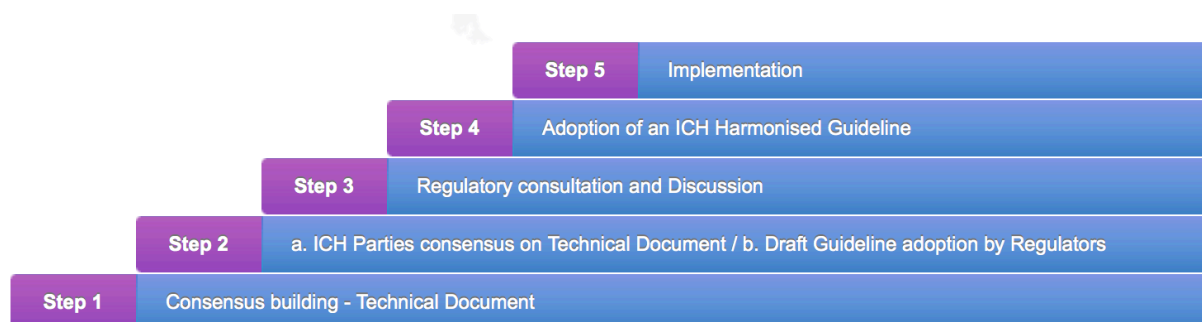 Step 5 Implementation
Step 4 Adoption of an ICH Harmonised Guideline
Step 3 Regulatory consultation and Discussion
Step 2 a. ICH Parties consensus on Technical Document / b. Draft Guideline adoption by Regulators
Step 1 Consensus building - Technical Document